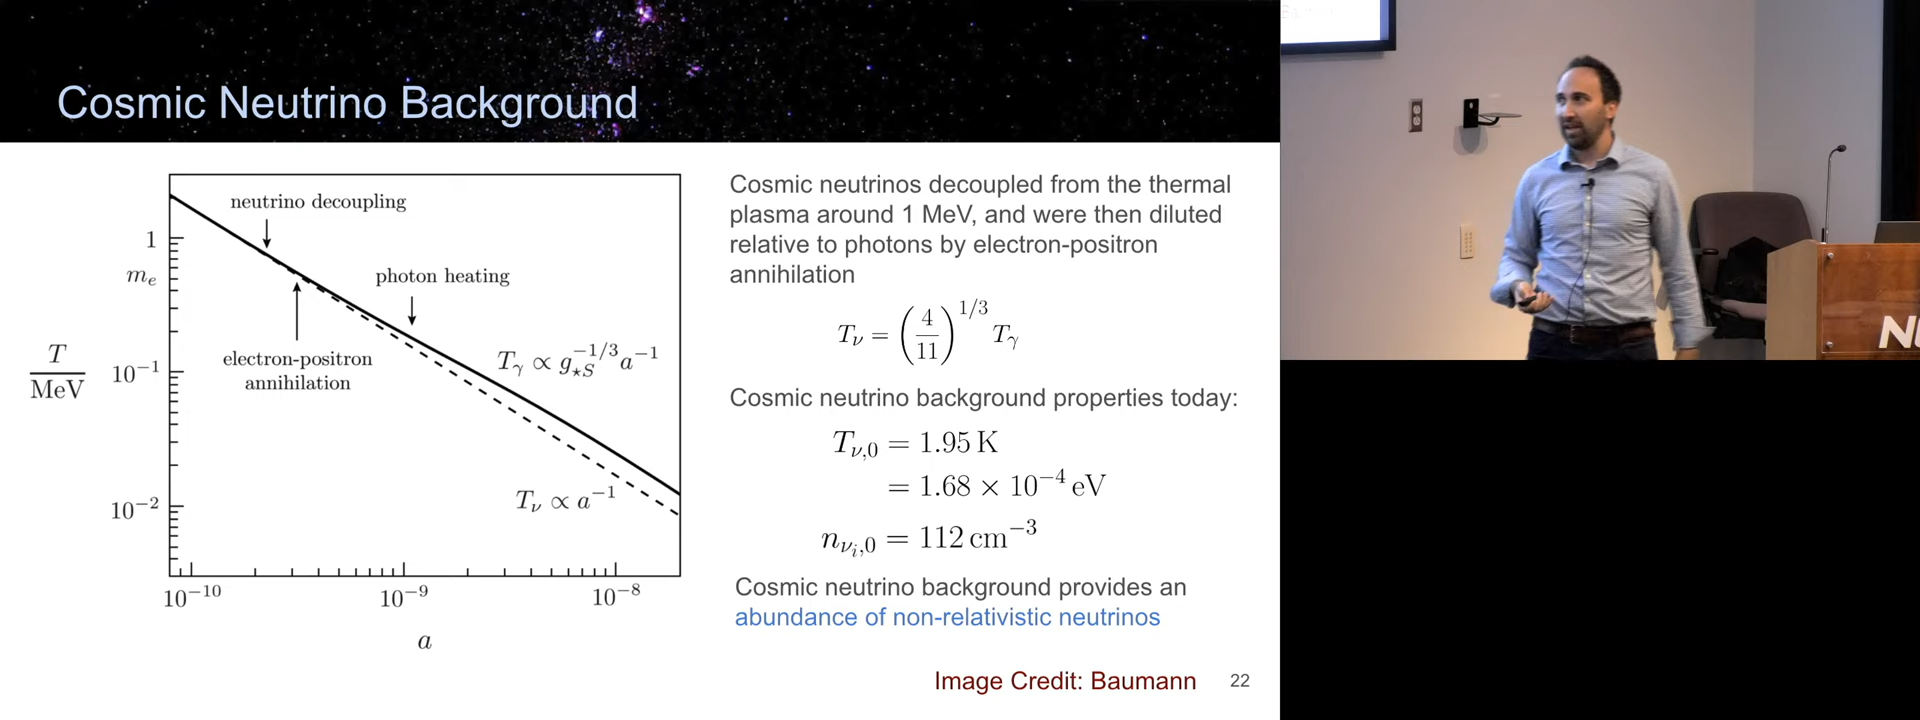 Cosmic Neutrino Background
neutrino decoupling
photon heating
electron-positron
annihilation
1
mₑ
10⁻¹
10⁻²
T
MeV
T_γ ∝ g_{⋆S}^{−1/3} a^{−1}
T_ν ∝ a^{−1}
10⁻¹⁰
10⁻⁹
10⁻⁸
a
Cosmic neutrinos decoupled from the thermal
plasma around 1 MeV, and were then diluted
relative to photons by electron-positron
annihilation
T_ν = (4/11)^{1/3} T_γ
Cosmic neutrino background properties today:
T_{ν,0} = 1.95 K
= 1.68 × 10⁻⁴ eV
n_{ν_i,0} = 112 cm⁻³
Cosmic neutrino background provides an
abundance of non-relativistic neutrinos
Image Credit: Baumann
22